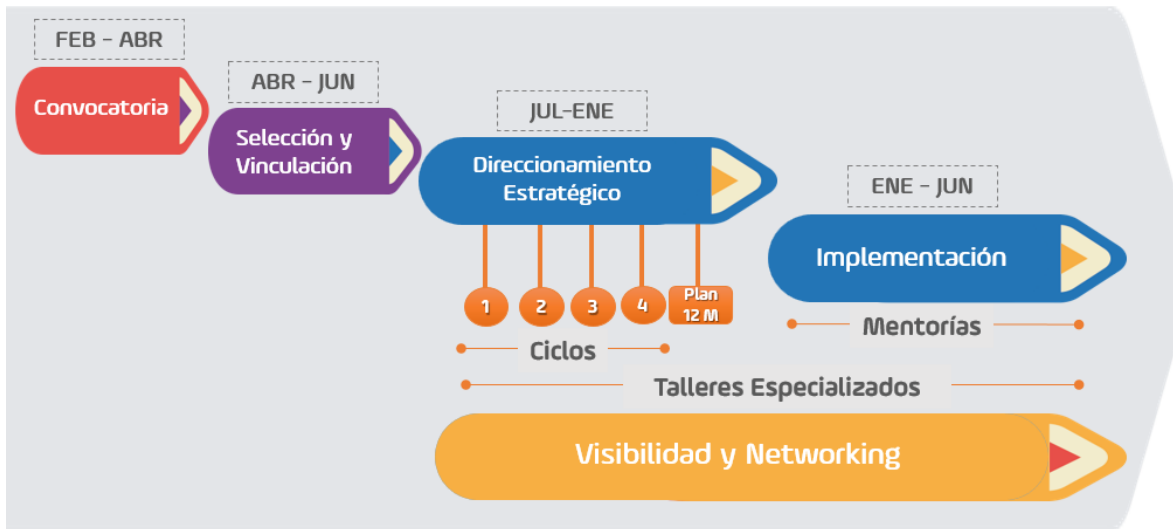 FEB – ABR
Convocatoria
ABR – JUN
Selección y
Vinculación
JUL-ENE
Direccionamiento
Estratégico
ENE – JUN
Implementación
1
2
3
4
Plan
12 M
Ciclos
Mentorías
Talleres Especializados
Visibilidad y Networking